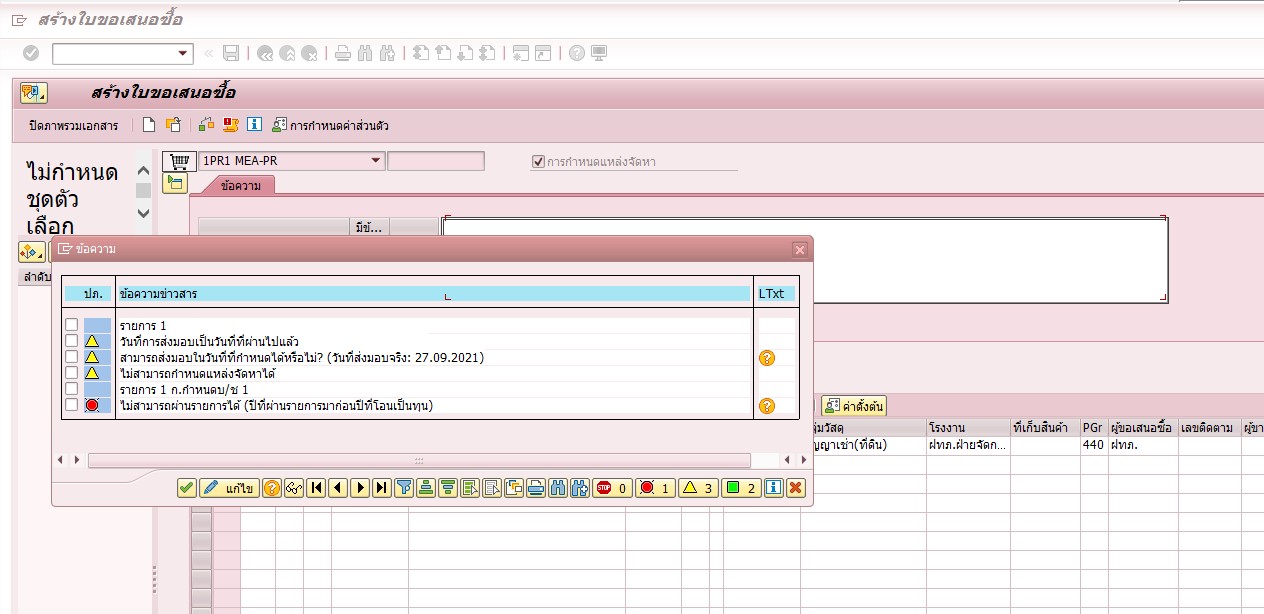 สร้างใบขอเสนอซื้อ
สร้างใบขอเสนอซื้อ
ปิดภาพรวมเอกสาร
การกำหนดค่าส่วนตัว
ไม่กำหนด
ชุดตัว
เลือก
1PR1 MEA-PR
การกำหนดแหล่งจัดหา
ข้อความ
มีข้...
ลำดับ
ข้อความ
ปภ. ข้อความข่าวสาร LTxt
รายการ 1
วันที่การส่งมอบเป็นวันที่ที่ผ่านไปแล้ว
สามารถส่งมอบในวันที่ที่กำหนดได้หรือไม่? (วันที่ส่งมอบจริง: 27.09.2021)
ไม่สามารถกำหนดแหล่งจัดหาได้
รายการ 1 ก.กำหนดบ/ช 1
ไม่สามารถผ่านรายการได้ (ปีที่ผ่านรายการมาก่อนปีที่โอนเป็นทุน)
แก้ไข STOP 0 1 3 2
ค่าตั้งต้น
ลุ่มวัสดุ โรงงาน ที่เก็บสินค้า PGr ผู้ขอเสนอซื้อ เลขติดตาม ผู้ขา
ญญาเช่า(ที่ดิน) ฝทภ.ฝ่ายจัดก... 440 ฝทภ.